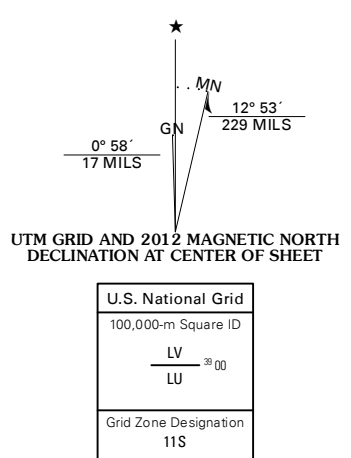 ★
MN
GN
12° 53´
229 MILS
0° 58´
17 MILS
UTM GRID AND 2012 MAGNETIC NORTH
DECLINATION AT CENTER OF SHEET
U.S. National Grid
100,000-m Square ID
LV
39 00
LU
Grid Zone Designation
11S